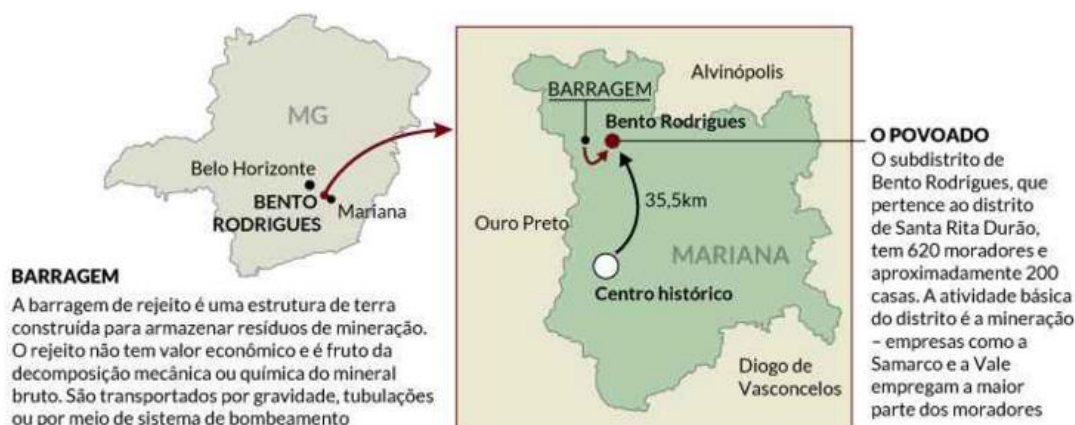 MG
Belo Horizonte
BENTO
RODRIGUES
Mariana
BARRAGEM
A barragem de rejeito é uma estrutura de terra
construída para armazenar resíduos de mineração.
O rejeito não tem valor econômico e é fruto da
decomposição mecânica ou química do mineral
bruto. São transportados por gravidade, tubulações
ou por meio de sistema de bombeamento
Alvinópolis
BARRAGEM
Bento Rodrigues
35,5km
Ouro Preto
MARIANA
Centro histórico
Diogo de
Vasconcelos
O POVOADO
O subdistrito de
Bento Rodrigues, que
pertence ao distrito
de Santa Rita Durão,
tem 620 moradores e
aproximadamente 200
casas. A atividade básica
do distrito é a mineração
– empresas como a
Samarco e a Vale
empregam a maior
parte dos moradores